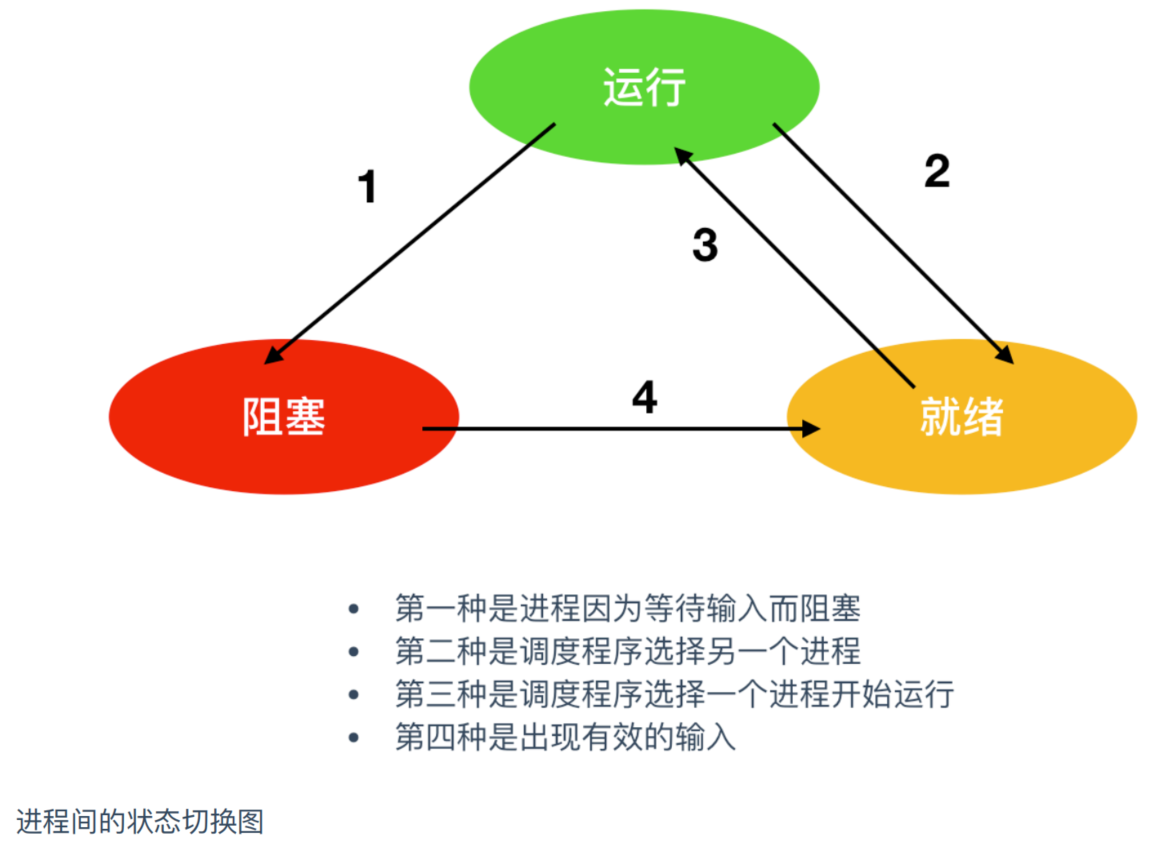 运行
1
2
3
阻塞
4
就绪
• 第一种是进程因为等待输入而阻塞
• 第二种是调度程序选择另一个进程
• 第三种是调度程序选择一个进程开始运行
• 第四种是出现有效的输入
进程间的状态切换图